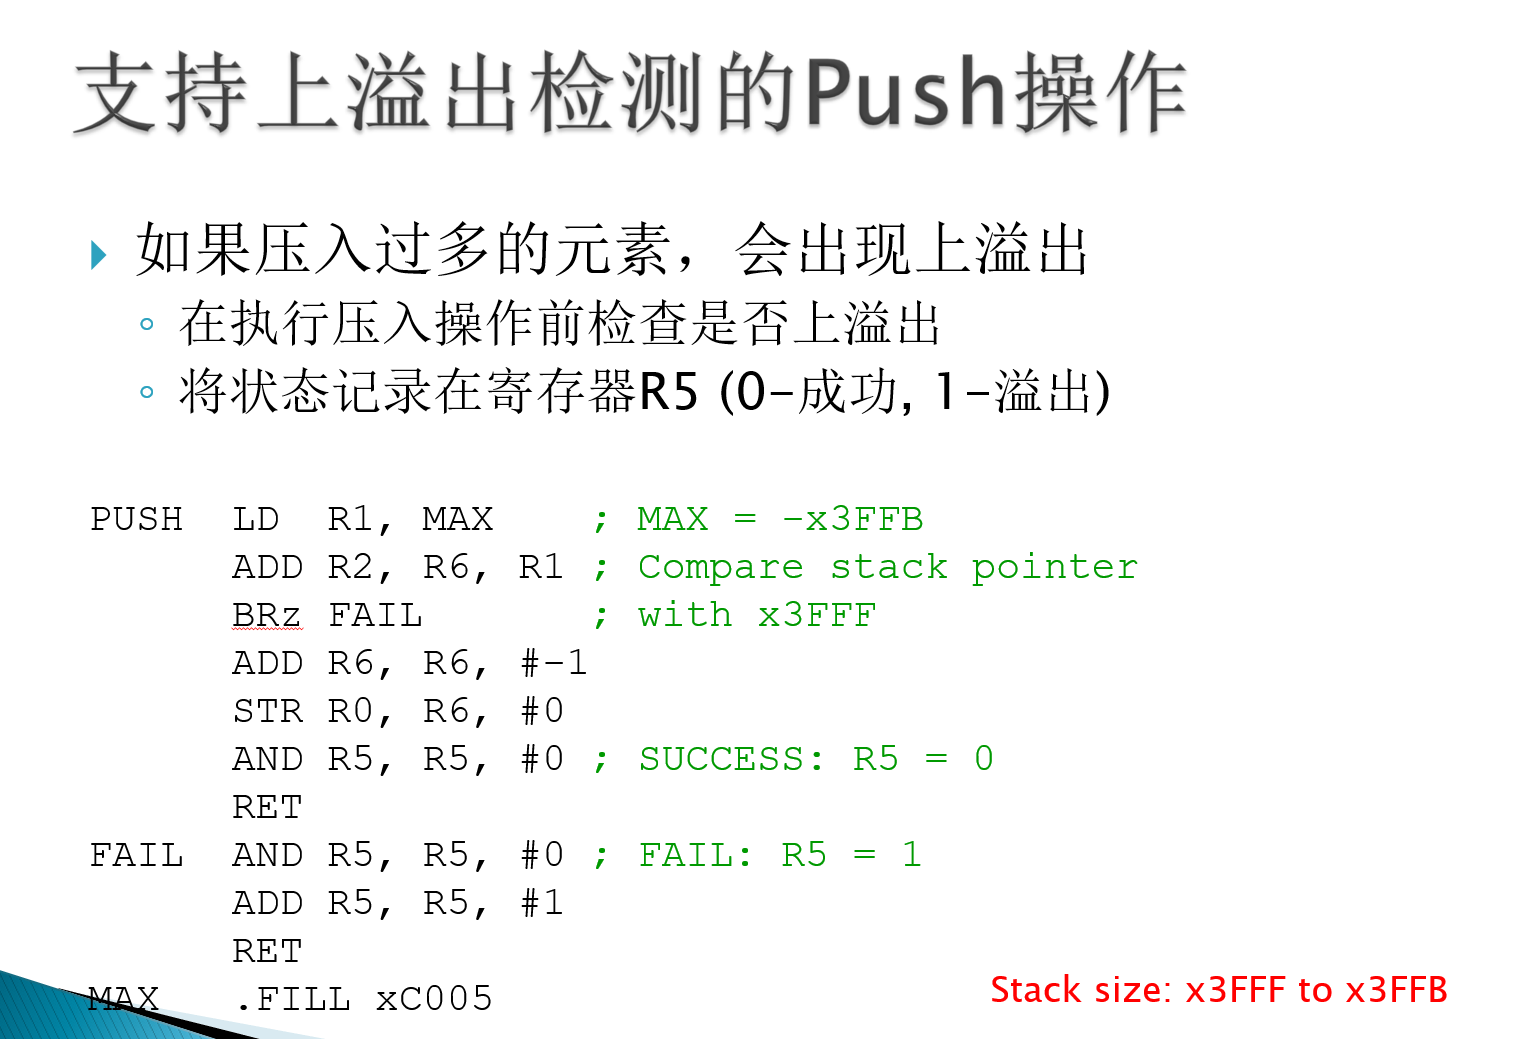 支持上溢出检测的Push操作
如果压入过多的元素，会出现上溢出
在执行压入操作前检查是否上溢出
将状态记录在寄存器R5 (0-成功, 1-溢出)
PUSH LD R1, MAX ; MAX = -x3FFB
ADD R2, R6, R1 ; Compare stack pointer
BRz FAIL ; with x3FFF
ADD R6, R6, #-1
STR R0, R6, #0
AND R5, R5, #0 ; SUCCESS: R5 = 0
RET
FAIL AND R5, R5, #0 ; FAIL: R5 = 1
ADD R5, R5, #1
RET
MAX .FILL xC005
Stack size: x3FFF to x3FFB